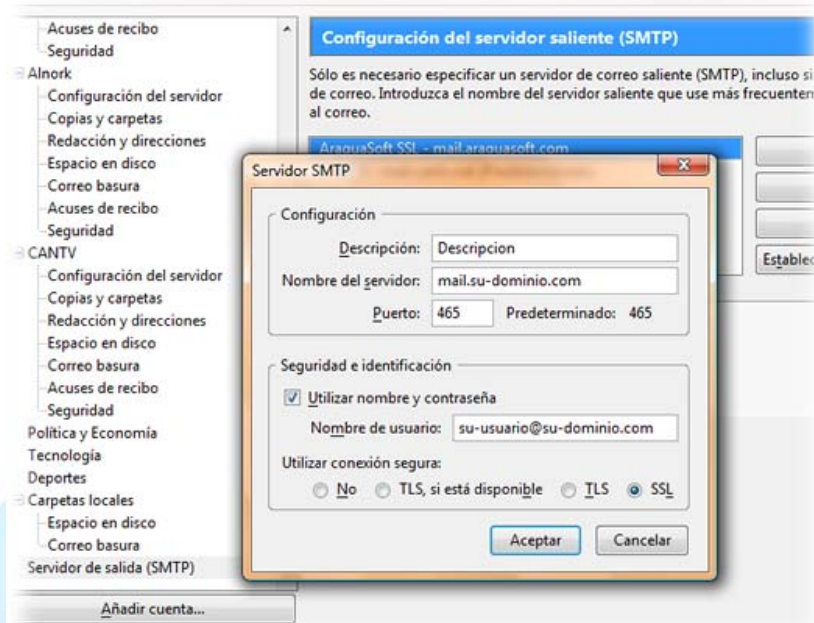 Acuses de recibo
Seguridad
Alnork
Configuración del servidor
Copias y carpetas
Redacción y direcciones
Espacio en disco
Correo basura
Acuses de recibo
Seguridad
CANTV
Configuración del servidor
Copias y carpetas
Redacción y direcciones
Espacio en disco
Correo basura
Acuses de recibo
Seguridad
Política y Economía
Tecnología
Deportes
Carpetas locales
Espacio en disco
Correo basura
Servidor de salida (SMTP)
Añadir cuenta...
Configuración del servidor saliente (SMTP)
Sólo es necesario especificar un servidor de correo saliente (SMTP), incluso si
de correo. Introduzca el nombre del servidor saliente que use más frecuentem
al correo.
AraguaSoft SSL - mail.araguasoft.com
Establec
Servidor SMTP
Configuración
Descripción: Descripcion
Nombre del servidor: mail.su-dominio.com
Puerto: 465 Predeterminado: 465
Seguridad e identificación
Utilizar nombre y contraseña
Nombre de usuario: su-usuario@su-dominio.com
Utilizar conexión segura:
No TLS, si está disponible TLS SSL
Aceptar Cancelar